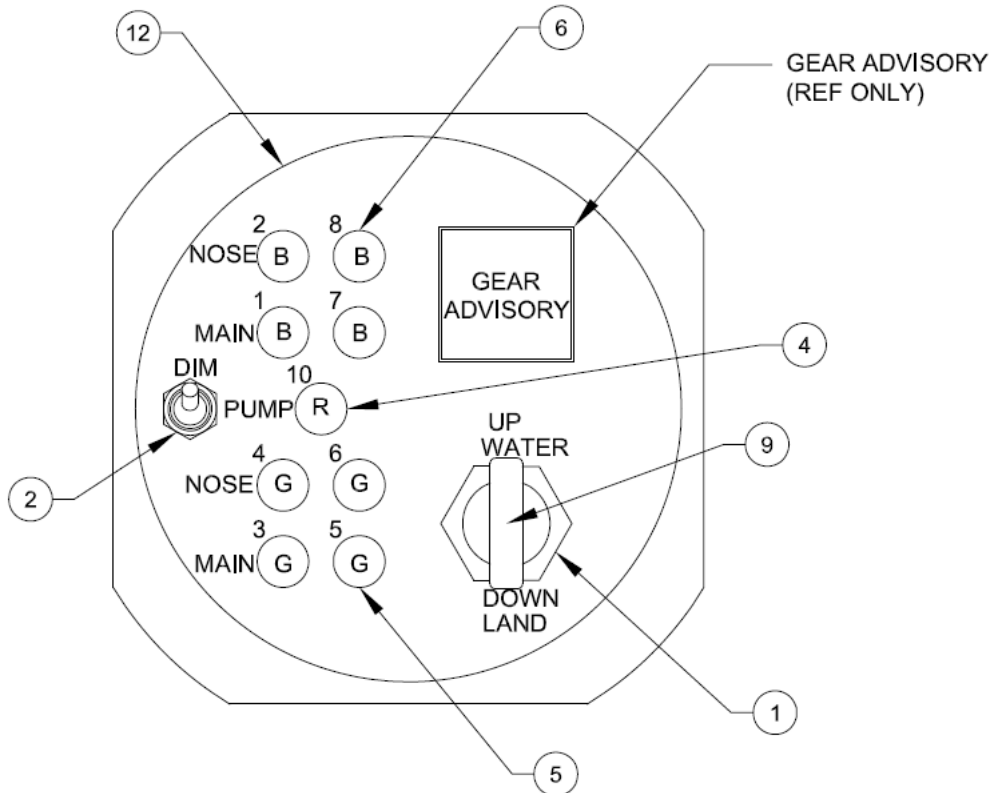 12
6
GEAR ADVISORY
(REF ONLY)
2 8
NOSE B B
GEAR
ADVISORY
1 7
MAIN B B
4
DIM
10
PUMP R
UP
WATER
9
4 6
NOSE G G
2
3 5
MAIN G G
DOWN
LAND
1
5